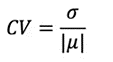 CV = σ / |μ|